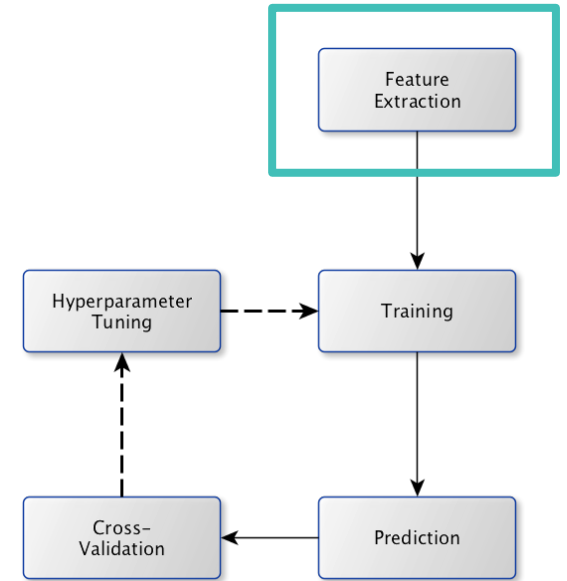 Feature
Extraction
Hyperparameter
Tuning
Training
Cross-
Validation
Prediction